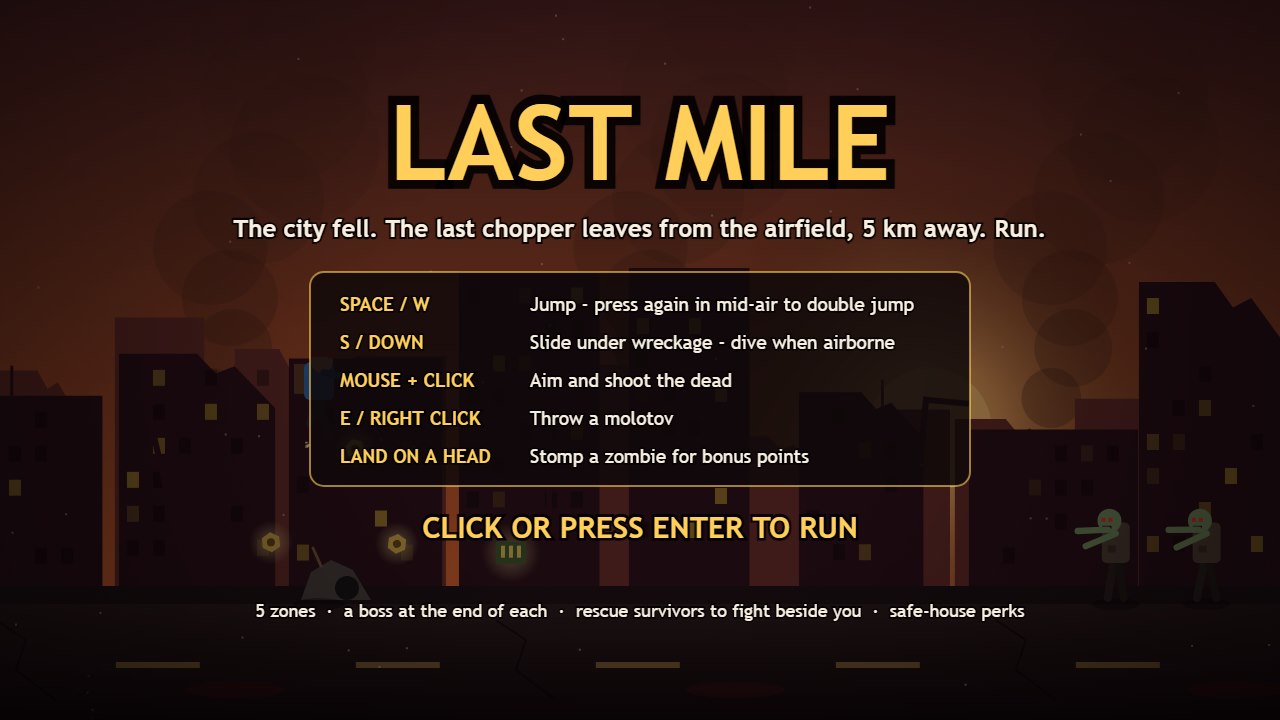 LAST MILE
The city fell. The last chopper leaves from the airfield, 5 km away. Run.
SPACE / W Jump - press again in mid-air to double jump
S / DOWN Slide under wreckage - dive when airborne
MOUSE + CLICK Aim and shoot the dead
E / RIGHT CLICK Throw a molotov
LAND ON A HEAD Stomp a zombie for bonus points
CLICK OR PRESS ENTER TO RUN
5 zones · a boss at the end of each · rescue survivors to fight beside you · safe-house perks